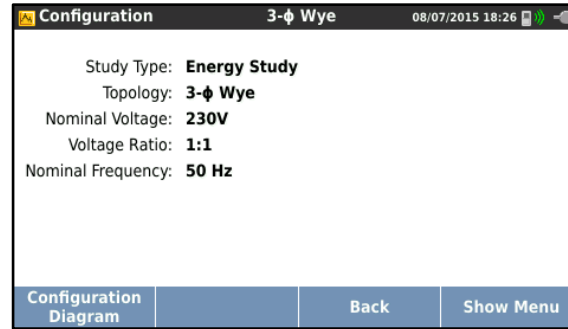 Configuration 3-ϕ Wye 08/07/2015 18:26
Study Type: Energy Study
Topology: 3-ϕ Wye
Nominal Voltage: 230V
Voltage Ratio: 1:1
Nominal Frequency: 50 Hz
Configuration
Diagram
Back
Show Menu